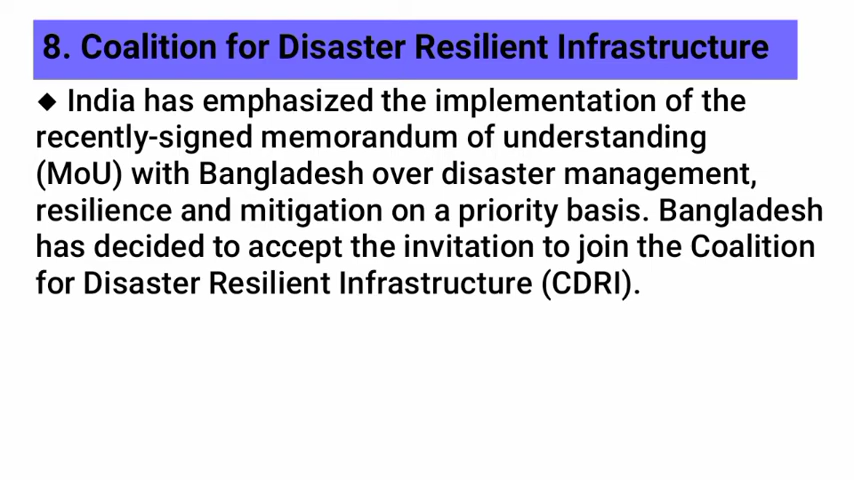 8. Coalition for Disaster Resilient Infrastructure
◆ India has emphasized the implementation of the
recently-signed memorandum of understanding
(MoU) with Bangladesh over disaster management,
resilience and mitigation on a priority basis. Bangladesh
has decided to accept the invitation to join the Coalition
for Disaster Resilient Infrastructure (CDRI).